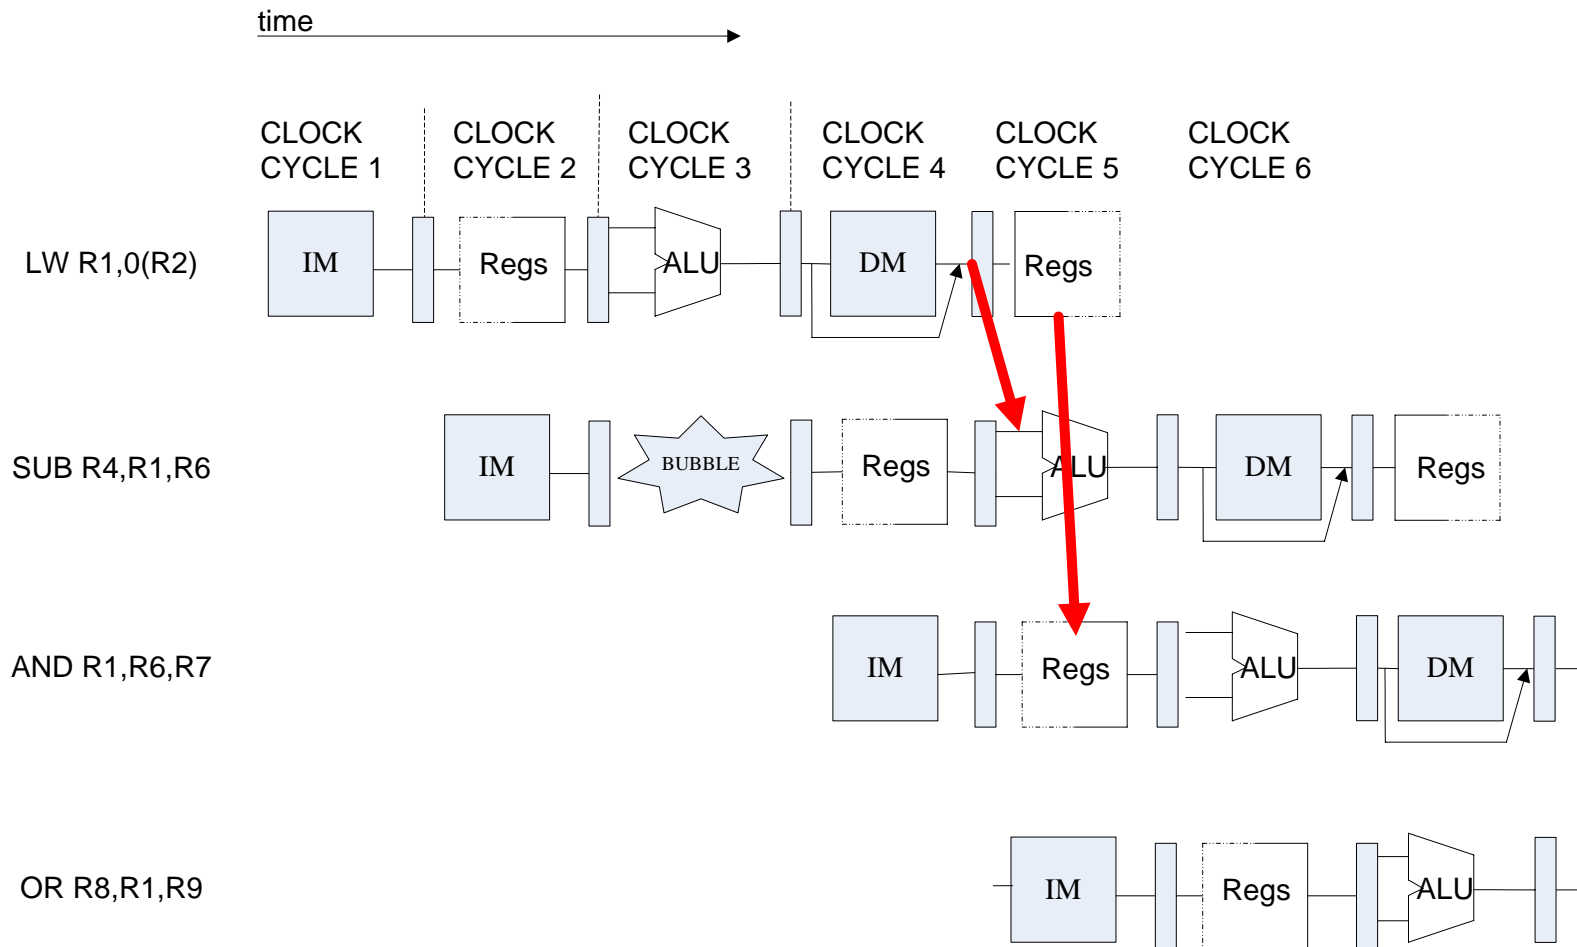 time
CLOCK CYCLE 1
CLOCK CYCLE 2
CLOCK CYCLE 3
CLOCK CYCLE 4
CLOCK CYCLE 5
CLOCK CYCLE 6
LW R1,0(R2)
IM
Regs
ALU
DM
Regs
SUB R4,R1,R6
IM
BUBBLE
Regs
ALU
DM
Regs
AND R1,R6,R7
IM
Regs
ALU
DM
OR R8,R1,R9
IM
Regs
ALU